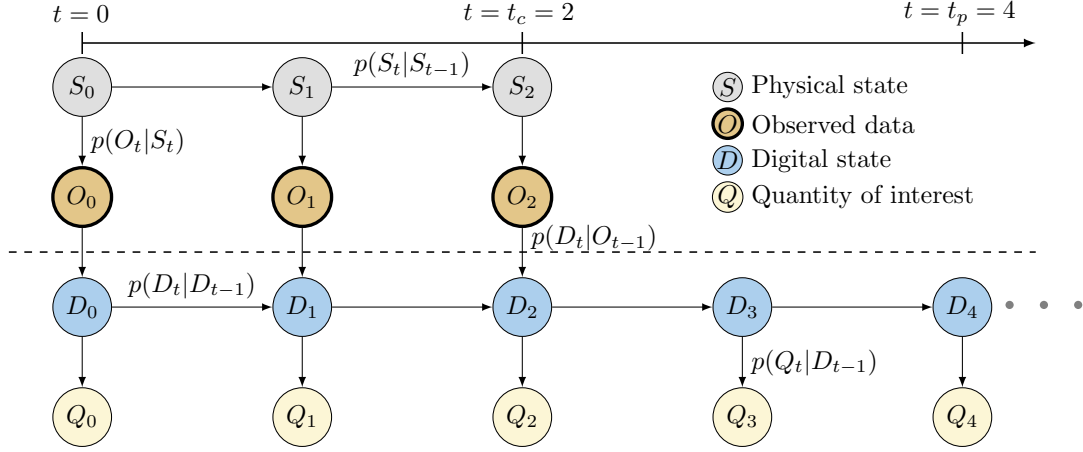 t = 0
t = t_c = 2
t = t_p = 4
S_0
S_1
p(S_t|S_{t−1})
S_2
S Physical state
O Observed data
D Digital state
Q Quantity of interest
p(O_t|S_t)
O_0
O_1
O_2
p(D_t|O_{t−1})
D_0
p(D_t|D_{t−1})
D_1
D_2
D_3
D_4
p(Q_t|D_{t−1})
Q_0
Q_1
Q_2
Q_3
Q_4